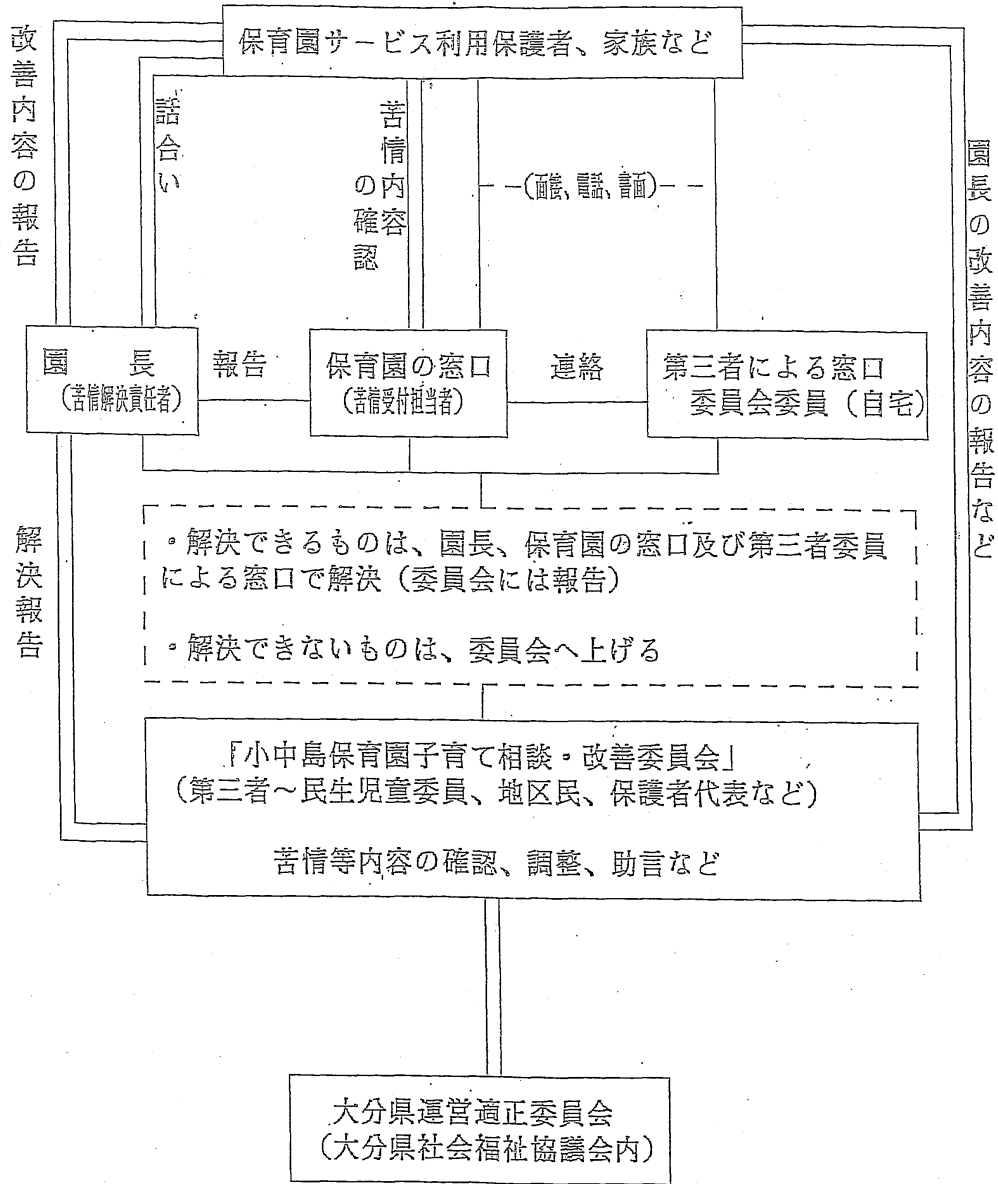 保育園サービス利用保護者、家族など
改善内容の報告
話合い
苦情内容
の確認
(面接、電話、書面)
園長の改善内容の報告など
園　長
(苦情解決責任者)
報告
保育園の窓口
(苦情受付担当者)
連絡
第三者による窓口
委員会委員（自宅）
解決報告
・解決できるものは、園長、保育園の窓口及び第三者委員
による窓口で解決（委員会には報告）
・解決できないものは、委員会へ上げる
「小中島保育園子育て相談・改善委員会」
（第三者～民生児童委員、地区民、保護者代表など）
苦情等内容の確認、調整、助言など
大分県運営適正委員会
（大分県社会福祉協議会内）